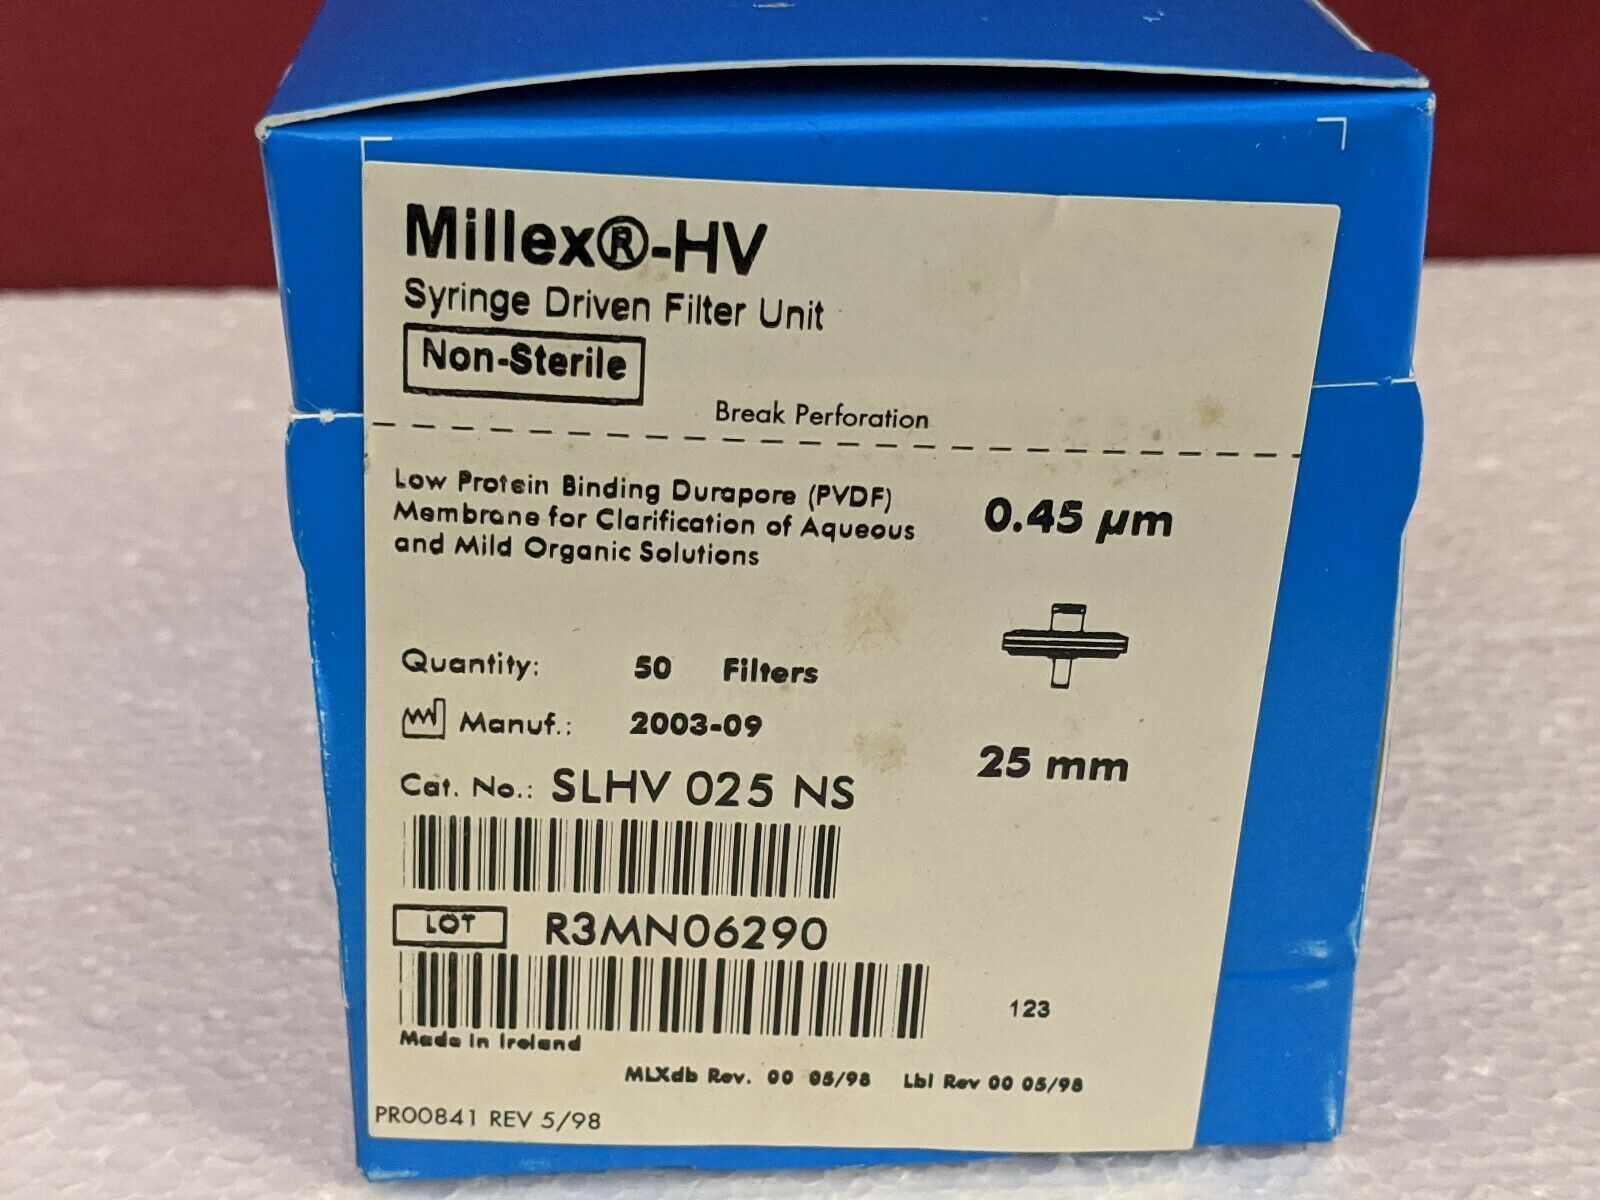 Millex®-HV
Syringe Driven Filter Unit
Non-Sterile
Break Perforation
Low Protein Binding Durapore (PVDF)
Membrane for Clarification of Aqueous
and Mild Organic Solutions
0.45 µm
Quantity: 50 Filters
Manuf.: 2003-09
25 mm
Cat. No.: SLHV 025 NS
LOT R3MN06290
123
Made In Ireland
MLXdb Rev. 00 05/98 Lbl Rev 00 05/98
PR00841 REV 5/98